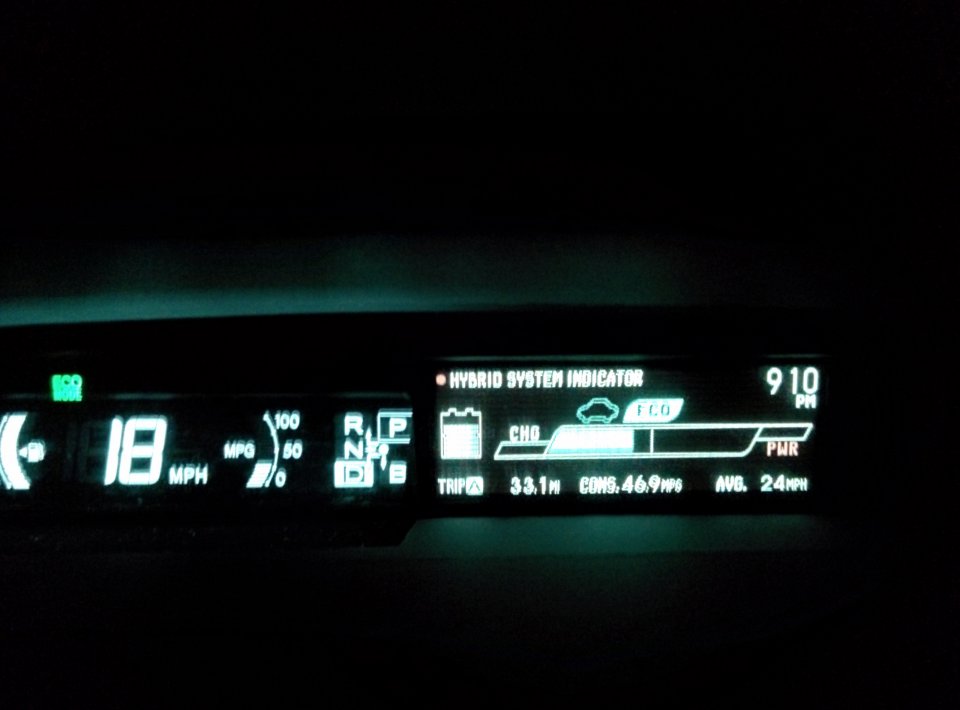 ECO
MODE
18 MPH
MPG
100
50
0
R
N
D
P
B
HYBRID SYSTEM INDICATOR
9 10
PM
CHG
ECO
PWR
TRIP A 33.1 MI CONS. 46.9 MPG AVG. 24 MPH